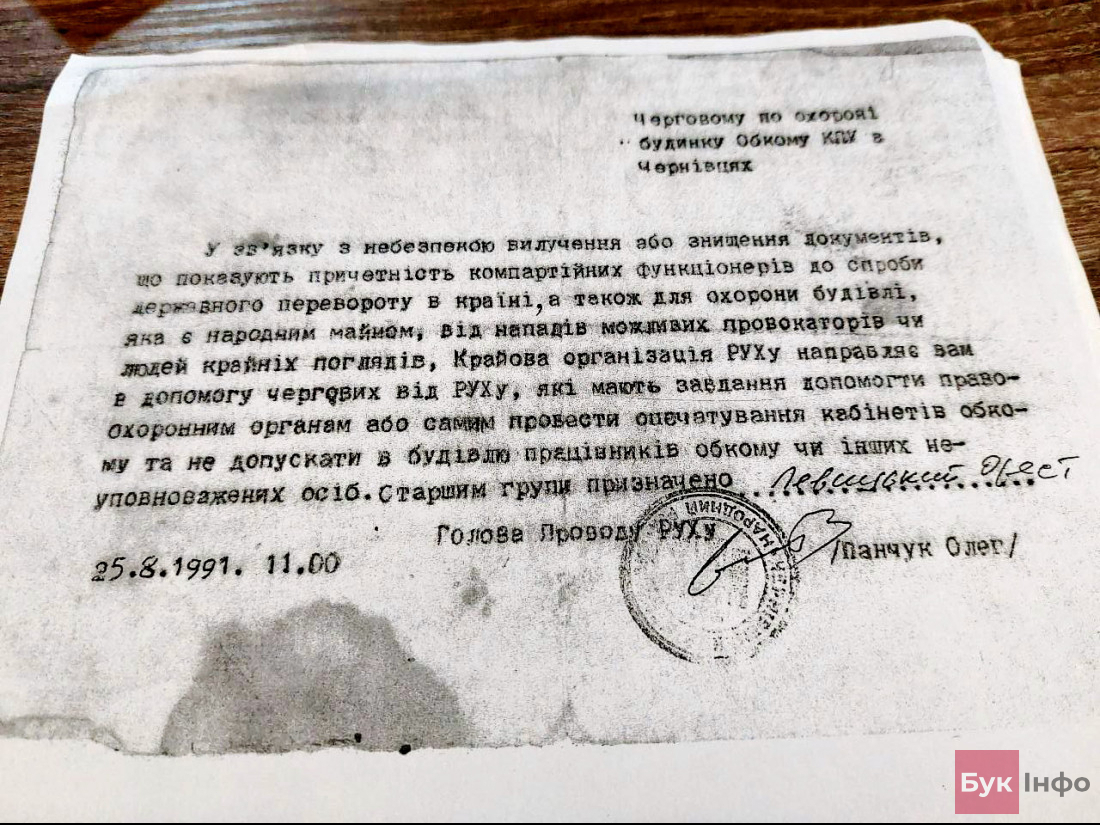 Черговому по охороні
будинку Обкому КПУ в
Чернівцях
У зв'язку з небезпекою вилучення або знищення документів,
що показують причетність компартійних функціонерів до спроби
державного перевороту в країні, а також для охорони будівлі,
яка є народним майном, від нападів можливих провокаторів чи
людей крайніх поглядів, Крайова організація РУХу направляє вам
в допомогу чергових від РУХу, які мають завдання допомогти право-
охоронним органам або самим провести опечатування кабінетів обко-
му та не допускати в будівлю працівників обкому чи інших не-
уповноважених осіб. Старшим групи призначено Левицький Орест
Голова Проводу РУХу
НАРОДНИЙ
/Панчук Олег/
25.8.1991. 11.00
Бук Інфо